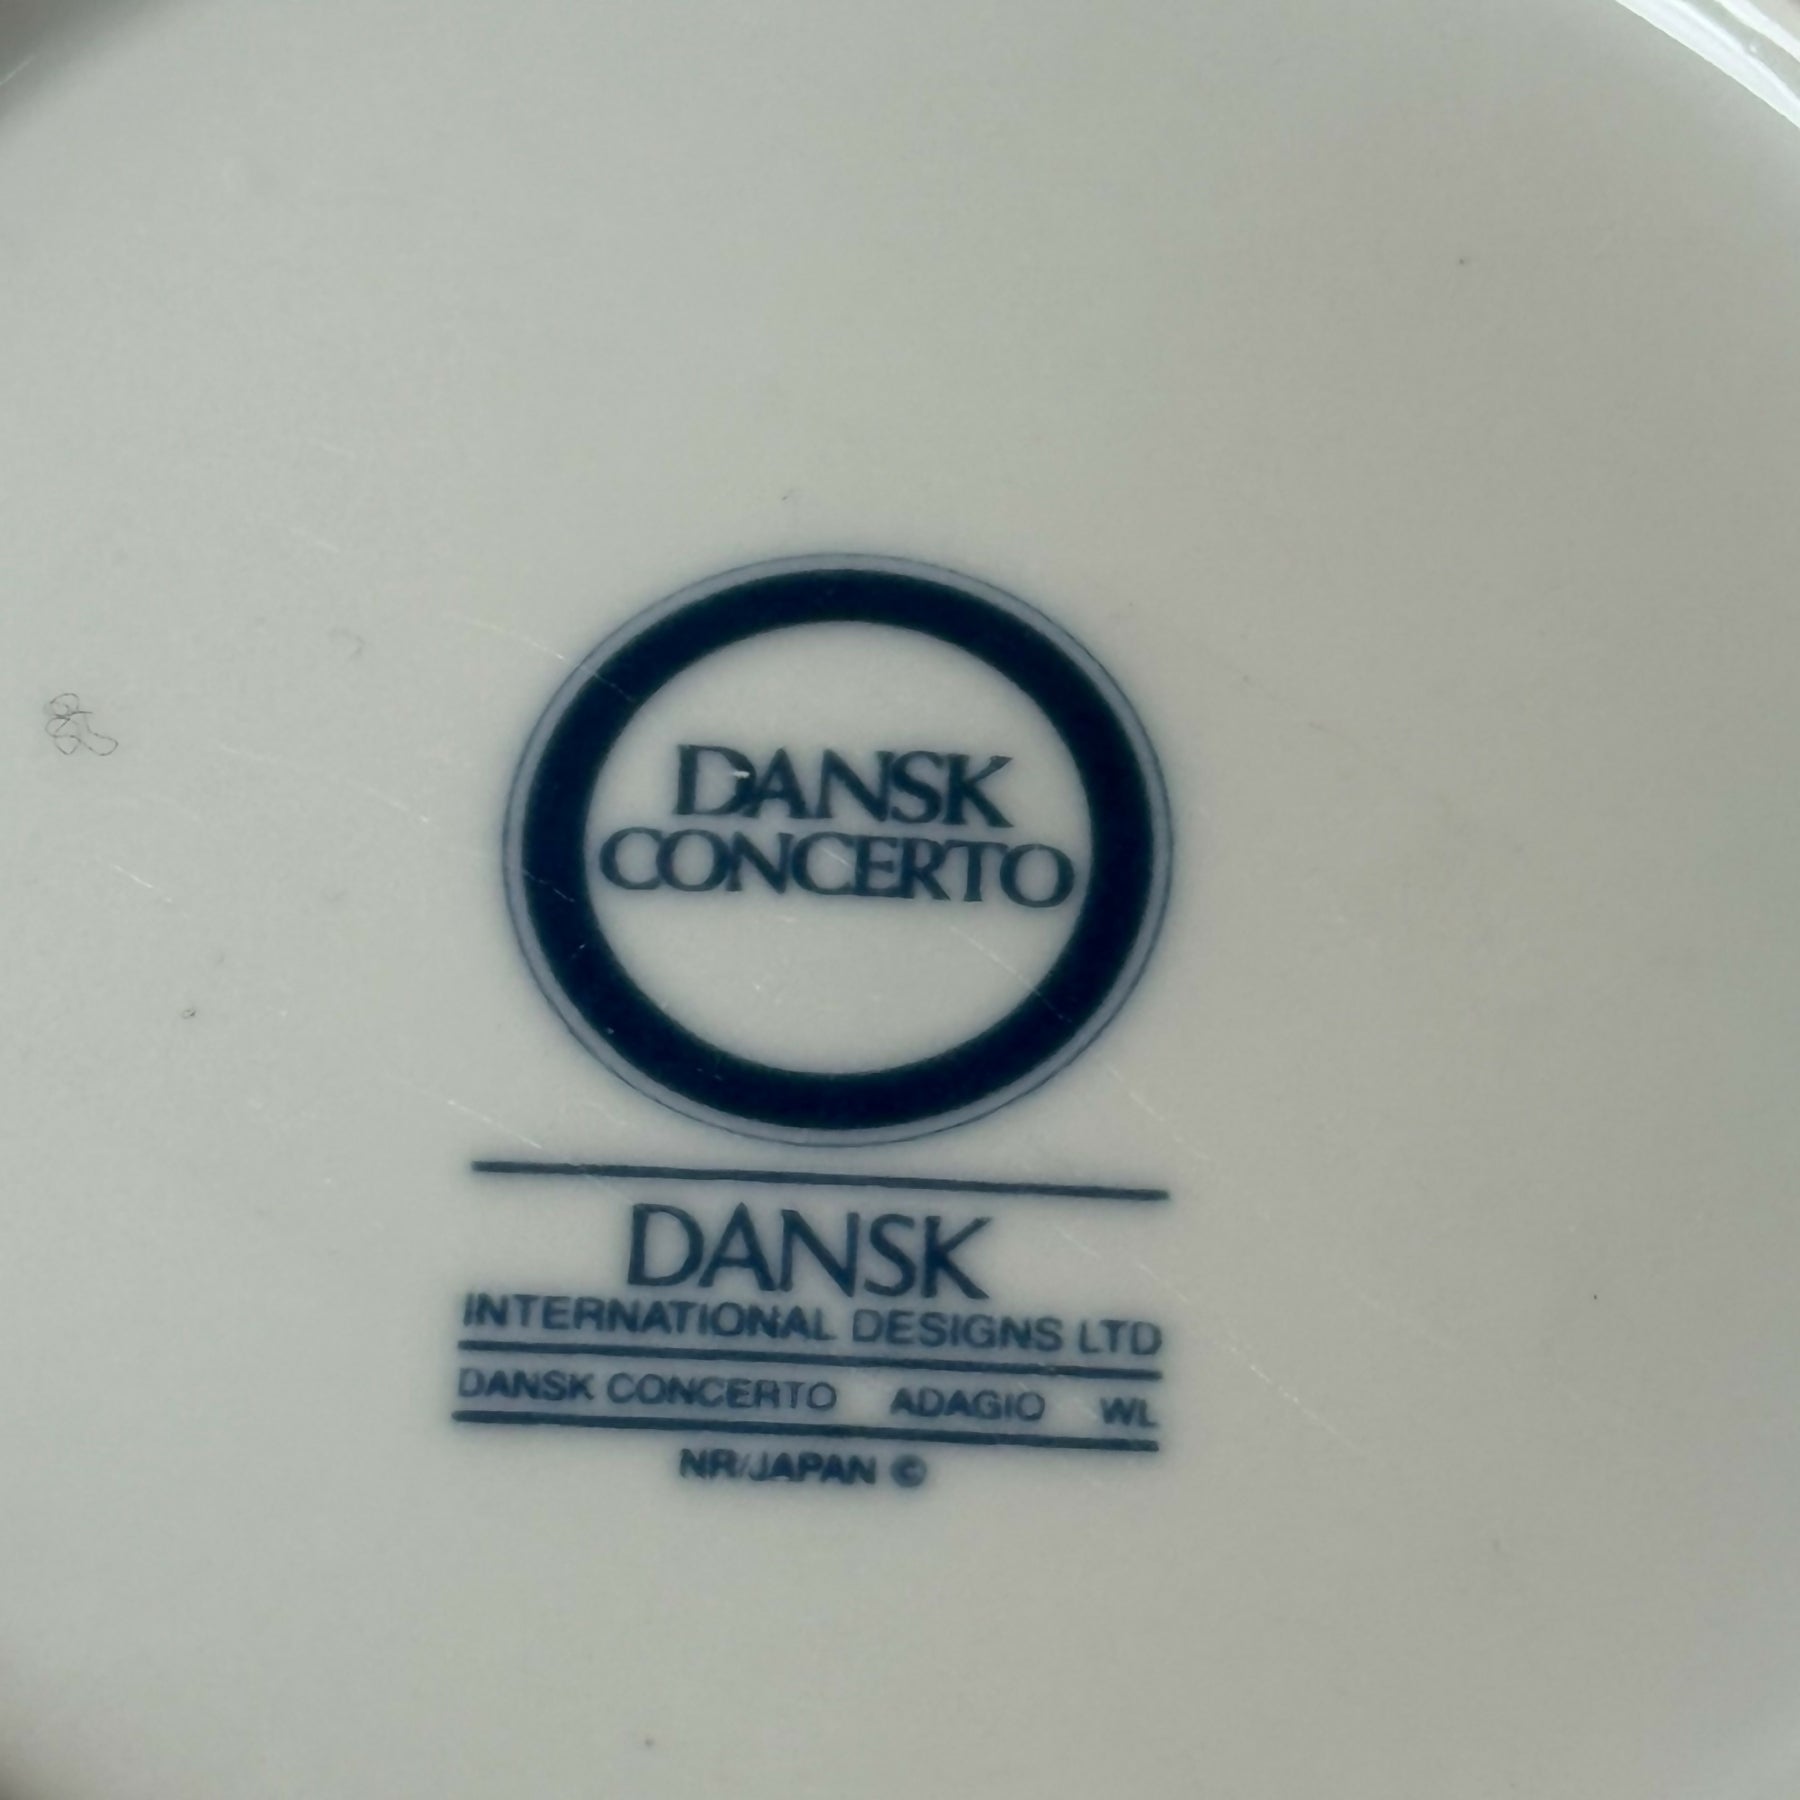 DANSK
CONCERTO
DANSK
INTERNATIONAL DESIGNS LTD
DANSK CONCERTO ADAGIO WL
NR/JAPAN ©